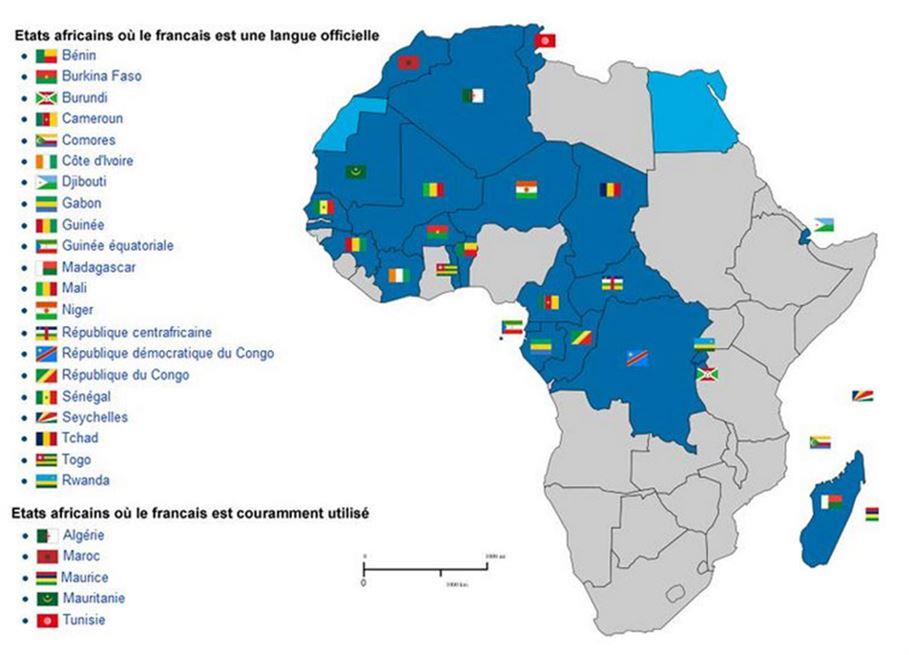 Etats africains où le francais est une langue officielle
Bénin
Burkina Faso
Burundi
Cameroun
Comores
Côte d'Ivoire
Djibouti
Gabon
Guinée
Guinée équatoriale
Madagascar
Mali
Niger
République centrafricaine
République démocratique du Congo
République du Congo
Sénégal
Seychelles
Tchad
Togo
Rwanda
Etats africains où le francais est couramment utilisé
Algérie
Maroc
Maurice
Mauritanie
Tunisie
0
0